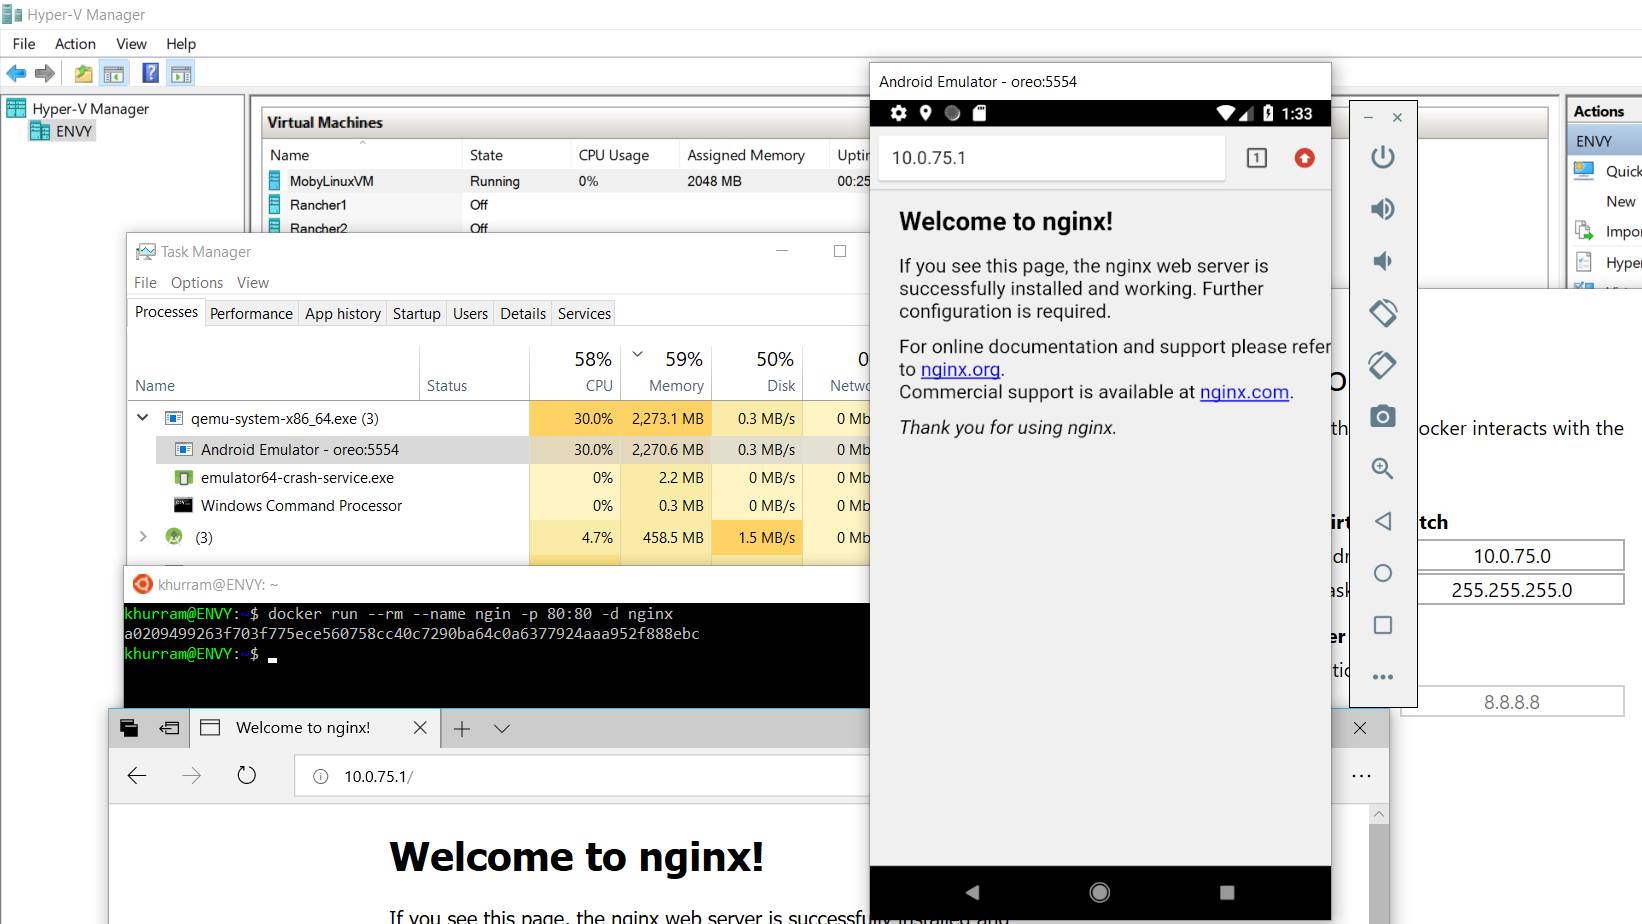 Hyper-V Manager
File Action View Help
Hyper-V Manager
ENVY
Virtual Machines
Name State CPU Usage Assigned Memory
MobyLinuxVM Running 0% 2048 MB 00:25
Rancher1 Off
Rancher2 Off
Actions
ENVY
Quick
New
Hyper
Task Manager
File Options View
Processes Performance App history Startup Users Details Services
58% 59% 50% 0
Name Status CPU Memory Disk
qemu-system-x86_64.exe (3) 30.0% 2,273.1 MB 0.3 MB/s 0 Mb
Android Emulator - oreo:5554 30.0% 2,270.6 MB 0.3 MB/s 0 Mb
emulator64-crash-service.exe 0% 2.2 MB 0 MB/s 0 Mb
Windows Command Processor 0% 0.3 MB 0 MB/s 0 Mb
(3) 4.7% 458.5 MB 1.5 MB/s 0 Mb
khurram@ENVY: ~
khurram@ENVY:~$ docker run --rm --name ngin -p 80:80 -d nginx
a0209499263f703f775ece560758cc40c7290ba64c0a6377924aaa952f888ebc
khurram@ENVY:~$
Welcome to nginx!
10.0.75.1/
Welcome to nginx!
If you see this page, the nginx web server is
Android Emulator - oreo:5554
1:33
10.0.75.1 1
Welcome to nginx!
If you see this page, the nginx web server is
successfully installed and working. Further
configuration is required.
For online documentation and support please refer
to nginx.org.
Commercial support is available at nginx.com.
Thank you for using nginx.
ocker interacts with the
tch
10.0.75.0
255.255.255.0
8.8.8.8